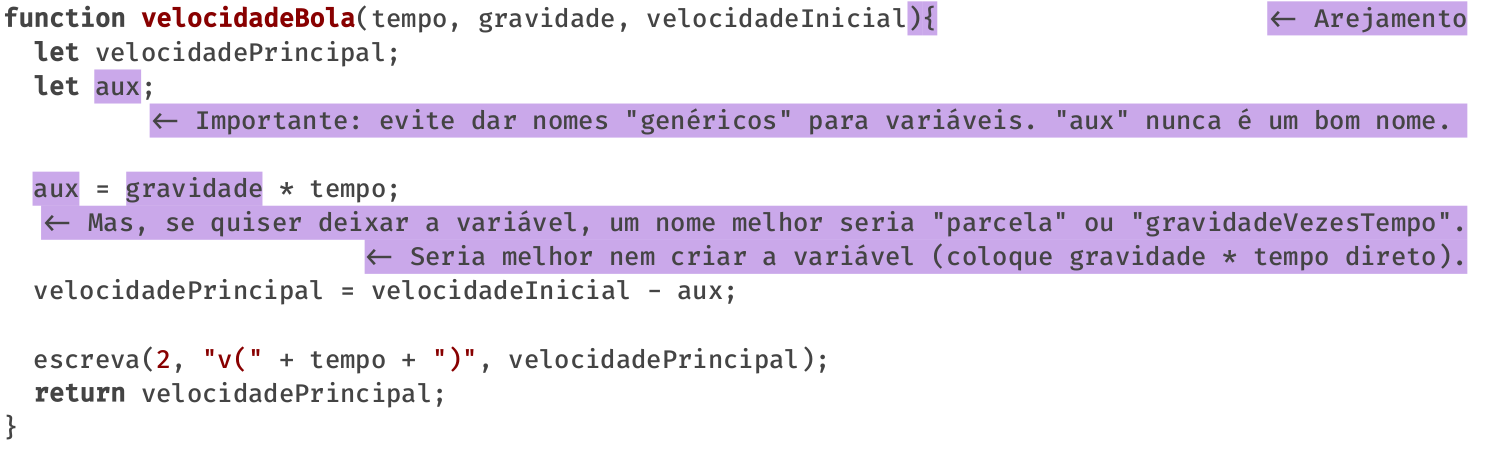 function velocidadeBola(tempo, gravidade, velocidadeInicial){ ← Arejamento
let velocidadePrincipal;
let aux;
← Importante: evite dar nomes "genéricos" para variáveis. "aux" nunca é um bom nome.
aux = gravidade * tempo;
← Mas, se quiser deixar a variável, um nome melhor seria "parcela" ou "gravidadeVezesTempo".
← Seria melhor nem criar a variável (coloque gravidade * tempo direto).
velocidadePrincipal = velocidadeInicial - aux;
escreva(2, "v(" + tempo + ")", velocidadePrincipal);
return velocidadePrincipal;
}